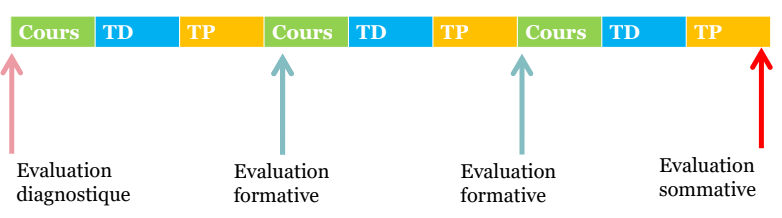 Cours TD TP Cours TD TP Cours TD TP
Evaluation
diagnostique
Evaluation
formative
Evaluation
formative
Evaluation
sommative